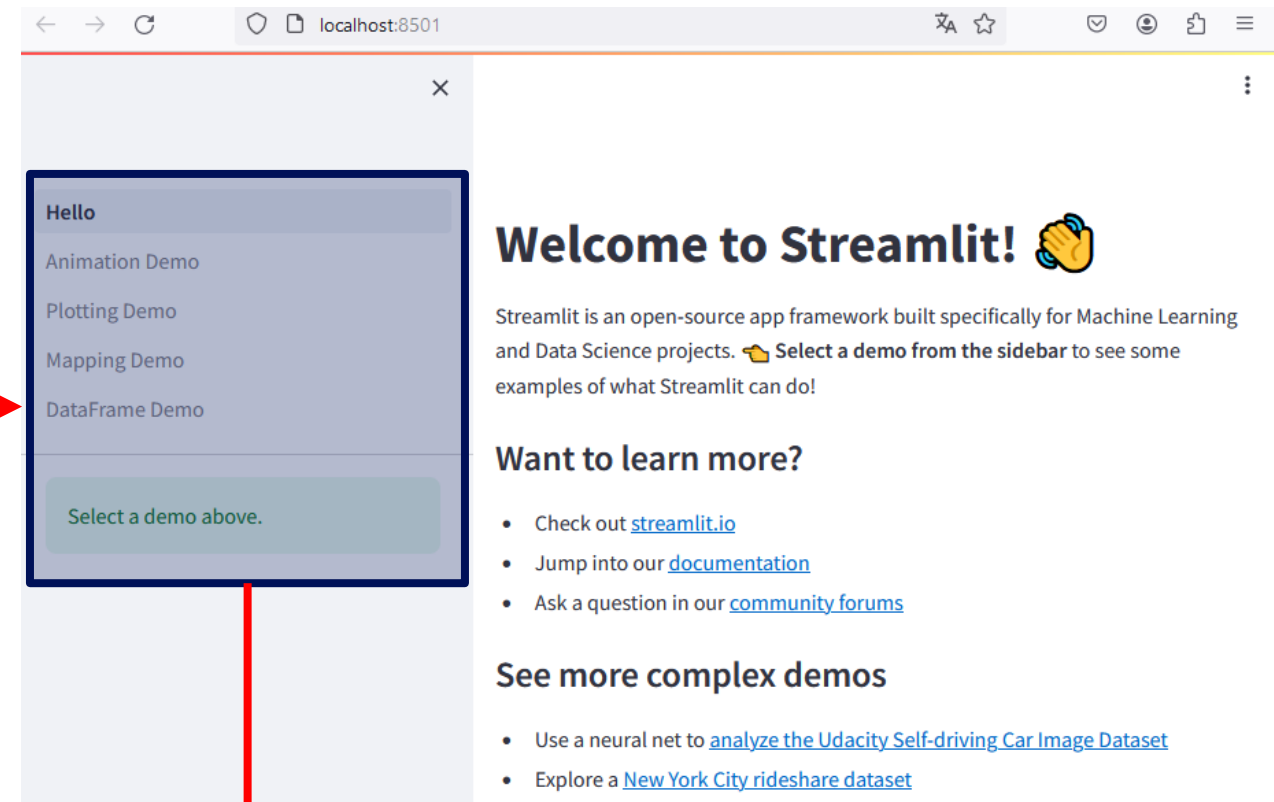 localhost:8501
Hello
Animation Demo
Plotting Demo
Mapping Demo
DataFrame Demo
Select a demo above.
Welcome to Streamlit! 👋
Streamlit is an open-source app framework built specifically for Machine Learning
and Data Science projects. 👈 Select a demo from the sidebar to see some
examples of what Streamlit can do!
Want to learn more?
• Check out streamlit.io
• Jump into our documentation
• Ask a question in our community forums
See more complex demos
• Use a neural net to analyze the Udacity Self-driving Car Image Dataset
• Explore a New York City rideshare dataset